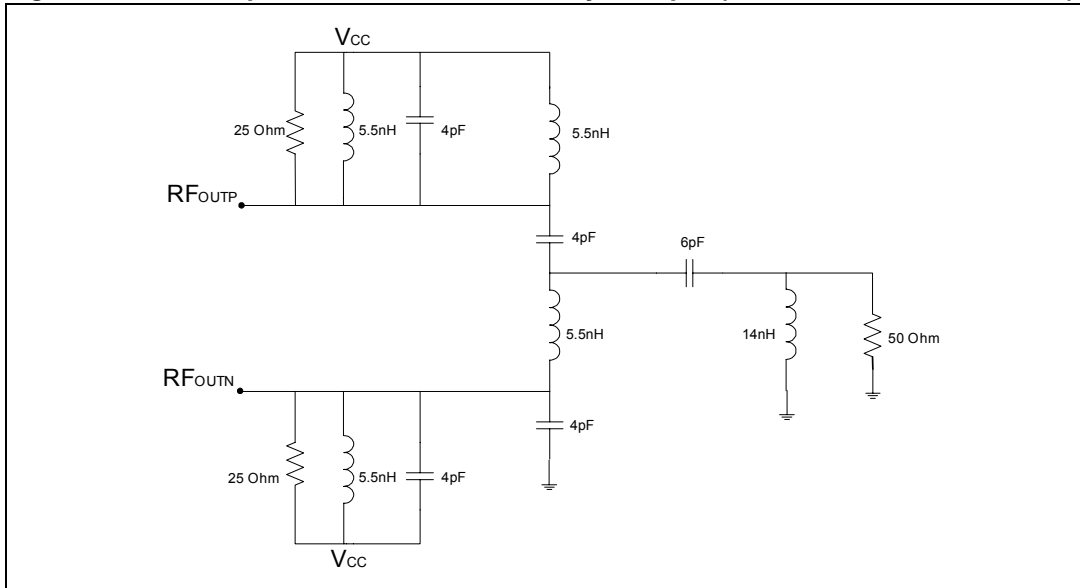 VCC
25 Ohm
5.5nH
4pF
5.5nH
RFOUTP
4pF
6pF
5.5nH
14nH
50 Ohm
RFOUTN
4pF
25 Ohm
5.5nH
4pF
VCC